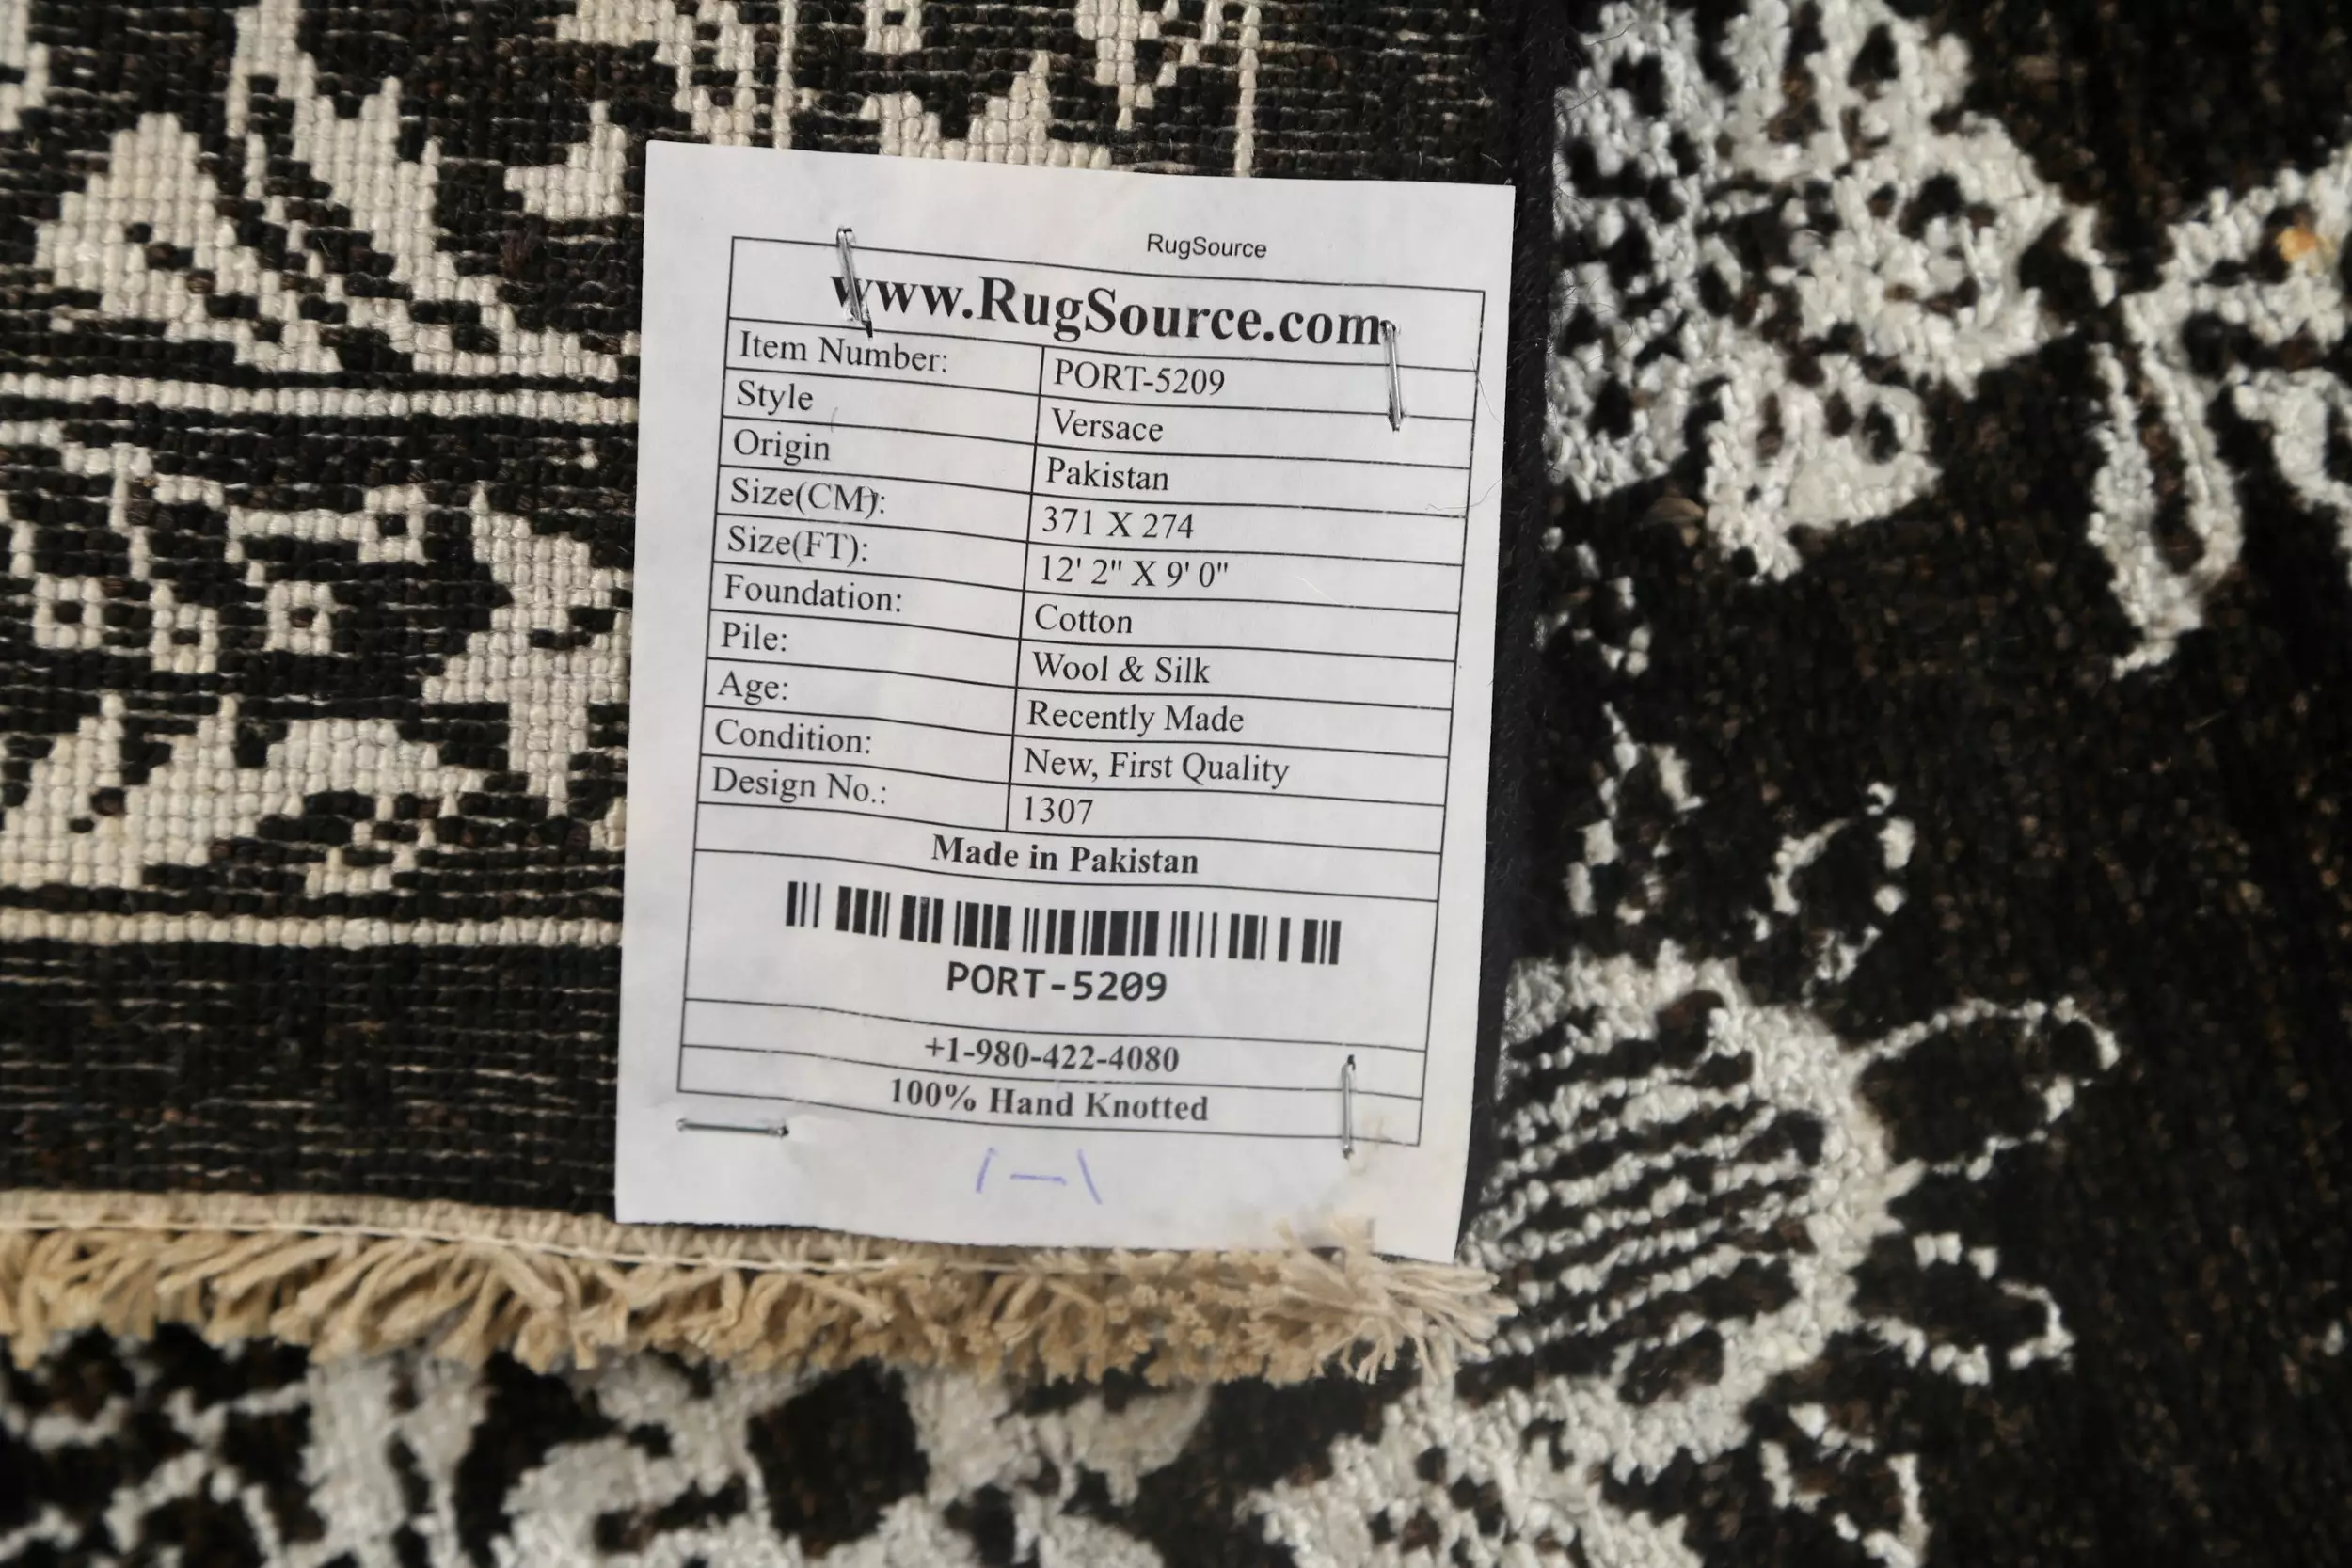 RugSource
www.RugSource.com
Item Number: PORT-5209
Style Versace
Origin Pakistan
Size(CM): 371 X 274
Size(FT): 12' 2" X 9' 0"
Foundation: Cotton
Pile: Wool & Silk
Age: Recently Made
Condition: New, First Quality
Design No.: 1307
Made in Pakistan
PORT-5209
+1-980-422-4080
100% Hand Knotted